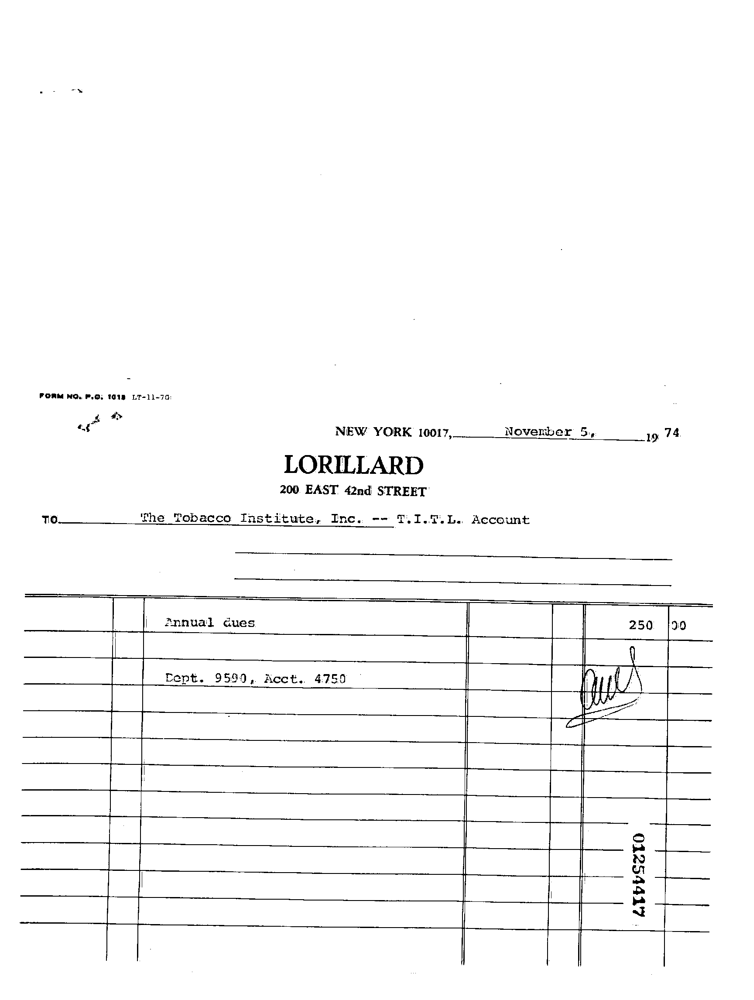 FORM NO. P.O. 1018 LT-11-70
NEW YORK 10017, November 5, 19 74
LORILLARD
200 EAST 42nd STREET
TO The Tobacco Institute, Inc. -- T.I.T.L. Account
Annual dues 250 00
Dept. 9590, Acct. 4750
01254417